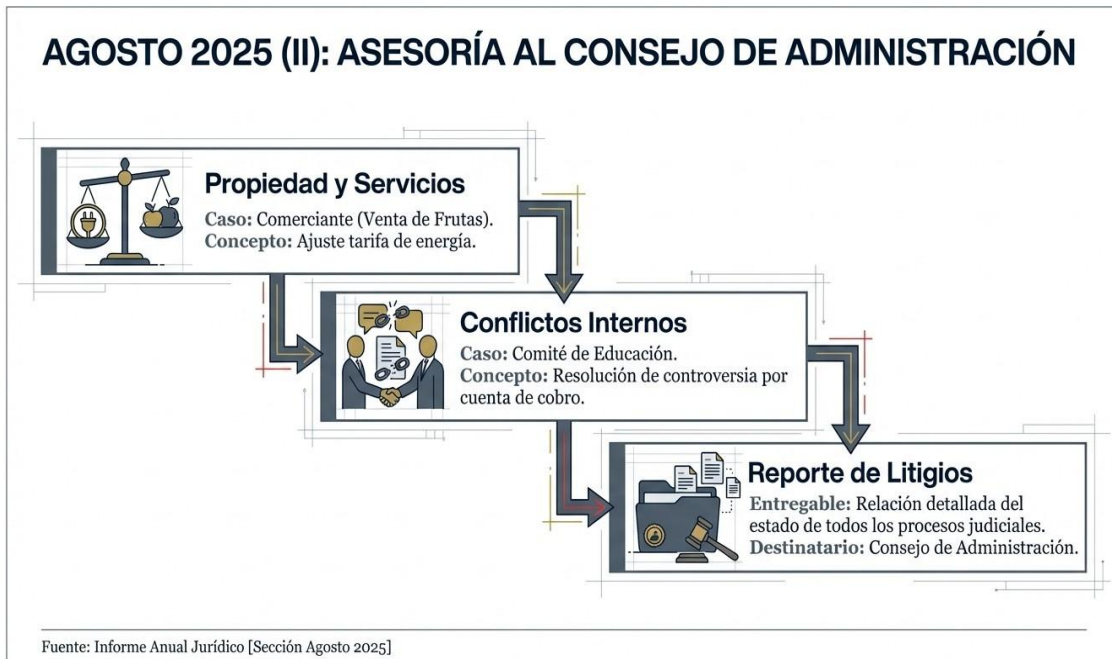 AGOSTO 2025 (II): ASESORÍA AL CONSEJO DE ADMINISTRACIÓN
Propiedad y Servicios
Caso: Comerciante (Venta de Frutas).
Concepto: Ajuste tarifa de energía.
Conflictos Internos
Caso: Comité de Educación.
Concepto: Resolución de controversia por
cuenta de cobro.
Reporte de Litigios
Entregable: Relación detallada del
estado de todos los procesos judiciales.
Destinatario: Consejo de Administración.
Fuente: Informe Anual Jurídico [Sección Agosto 2025]